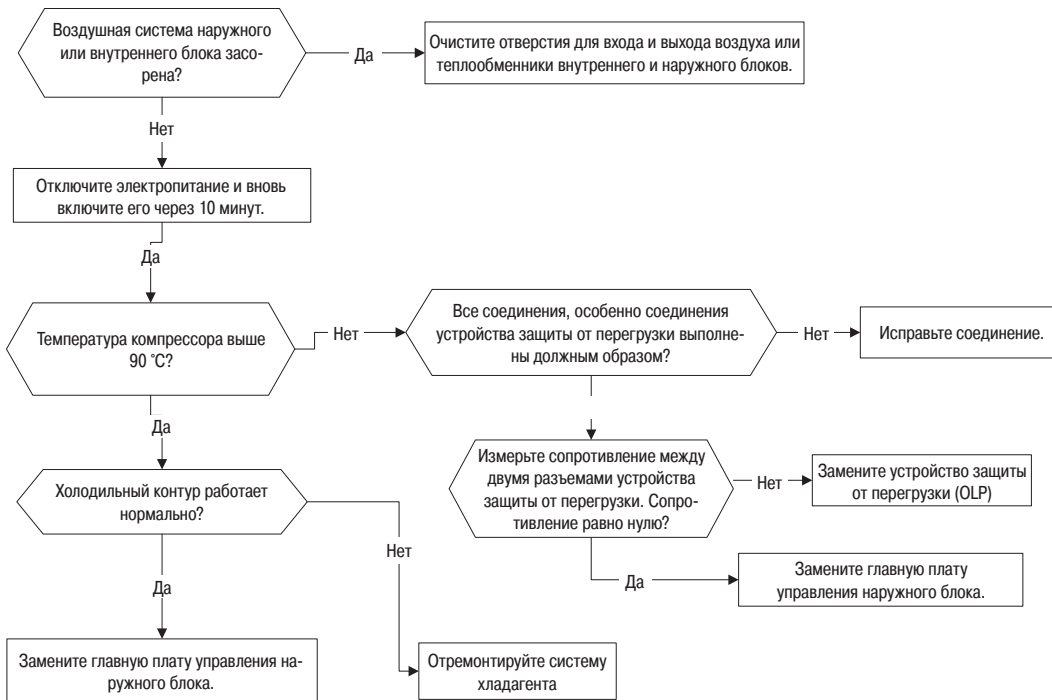 Воздушная система наружного
или внутреннего блока засо-
рена?
Да
Очистите отверстия для входа и выхода воздуха или
теплообменники внутреннего и наружного блоков.
Нет
Отключите электропитание и вновь
включите его через 10 минут.
Да
Температура компрессора выше
90 °C?
Нет
Все соединения, особенно соединения
устройства защиты от перегрузки выполне-
ны должным образом?
Нет
Исправьте соединение.
Да
Холодильный контур работает
нормально?
Измерьте сопротивление между
двумя разъемами устройства
защиты от перегрузки. Сопро-
тивление равно нулю?
Нет
Замените устройство защиты
от перегрузки (OLP)
Нет
Да
Замените главную плату
управления наружного блока.
Да
Замените главную плату управления на-
ружного блока.
Отремонтируйте систему
хладагента